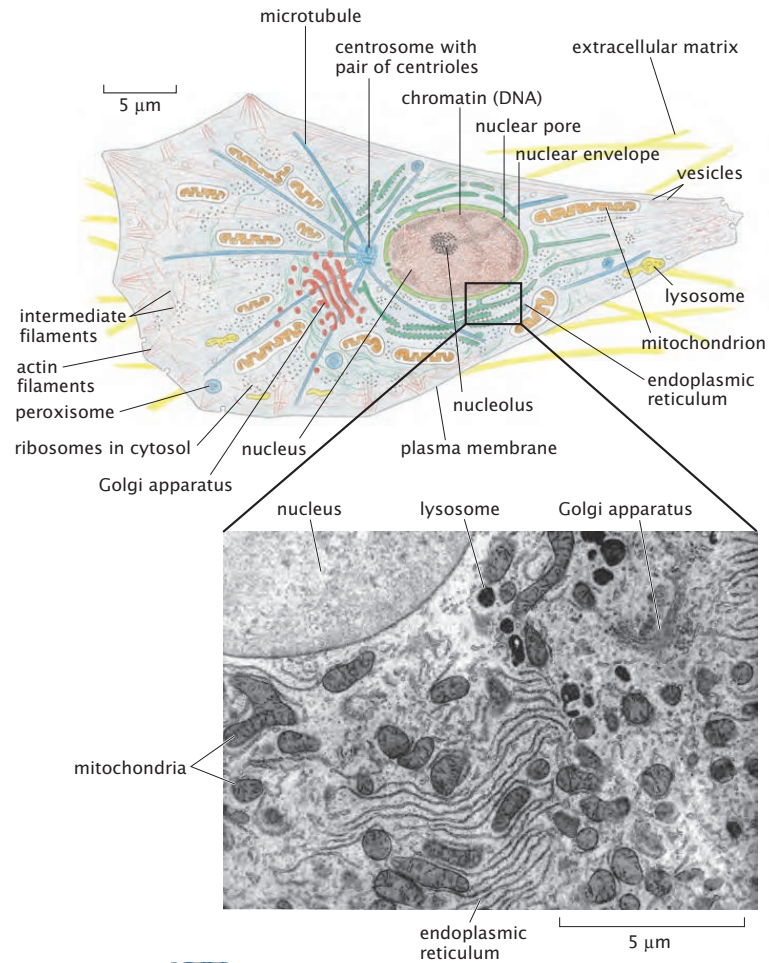 microtubule
centrosome with
pair of centrioles
extracellular matrix
5 μm
chromatin (DNA)
nuclear pore
nuclear envelope
vesicles
lysosome
intermediate
filaments
mitochondrion
actin
filaments
endoplasmic
reticulum
peroxisome
nucleolus
ribosomes in cytosol
nucleus
plasma membrane
Golgi apparatus
nucleus
lysosome
Golgi apparatus
mitochondria
endoplasmic
reticulum
5 μm